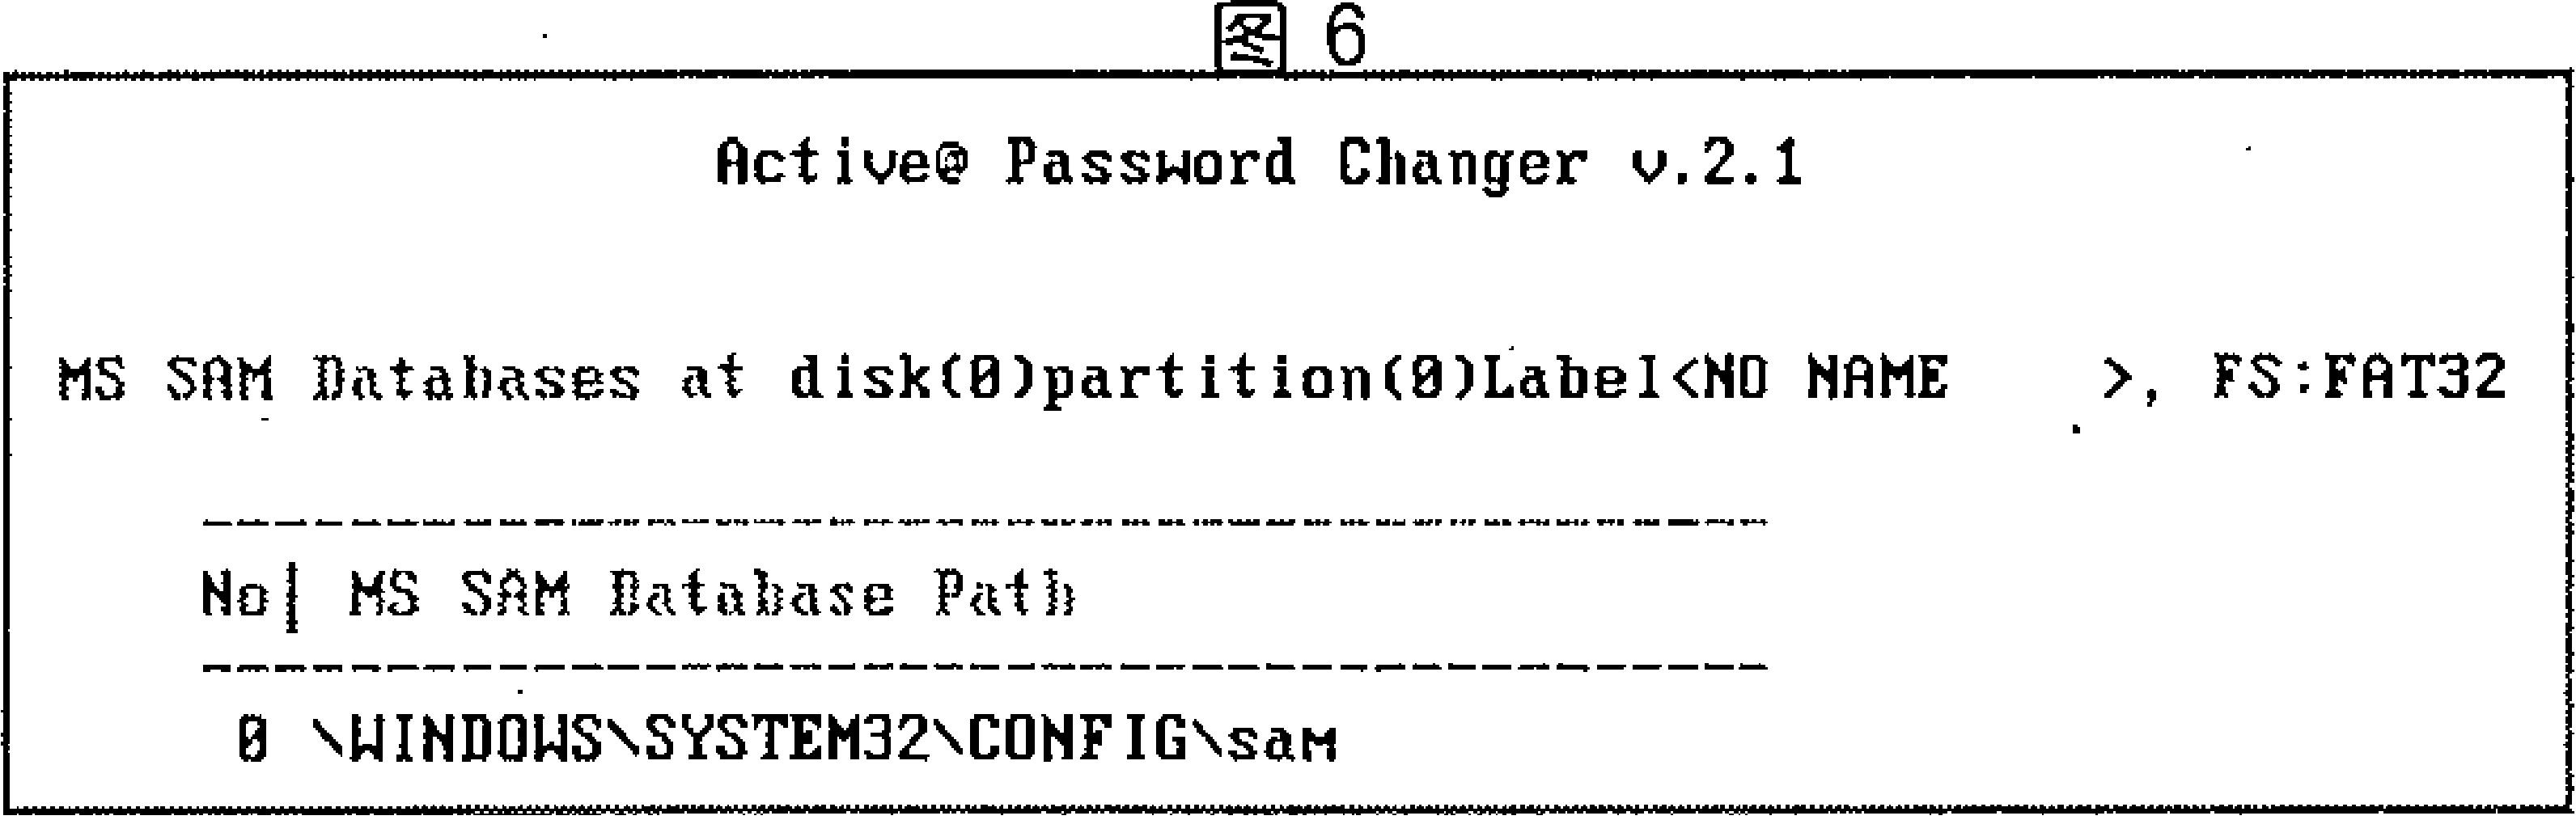 图 6
Active@ Password Changer v.2.1
MS SAM Databases at disk(0)partition(0)Label<NO NAME    >, FS:FAT32
-------------------------------------------
No| MS SAM Database Path
-------------------------------------------
0 \WINDOWS\SYSTEM32\CONFIG\sam